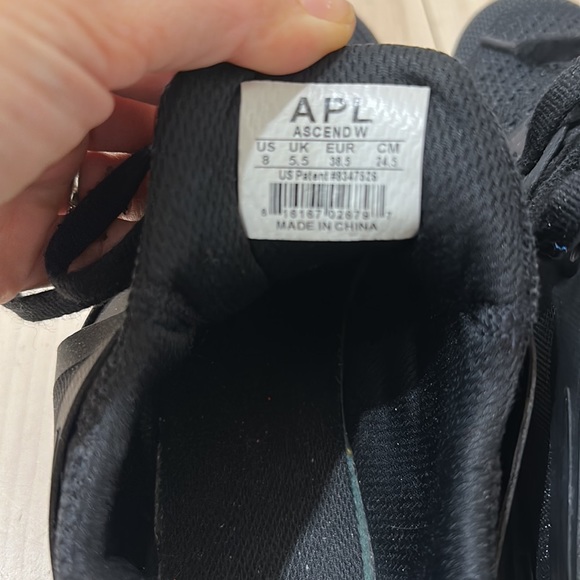 APL
ASCEND W
US UK EUR CM
8 5.5 38.5 24.5
US Patent #8347526
8 18167 02679 7
MADE IN CHINA